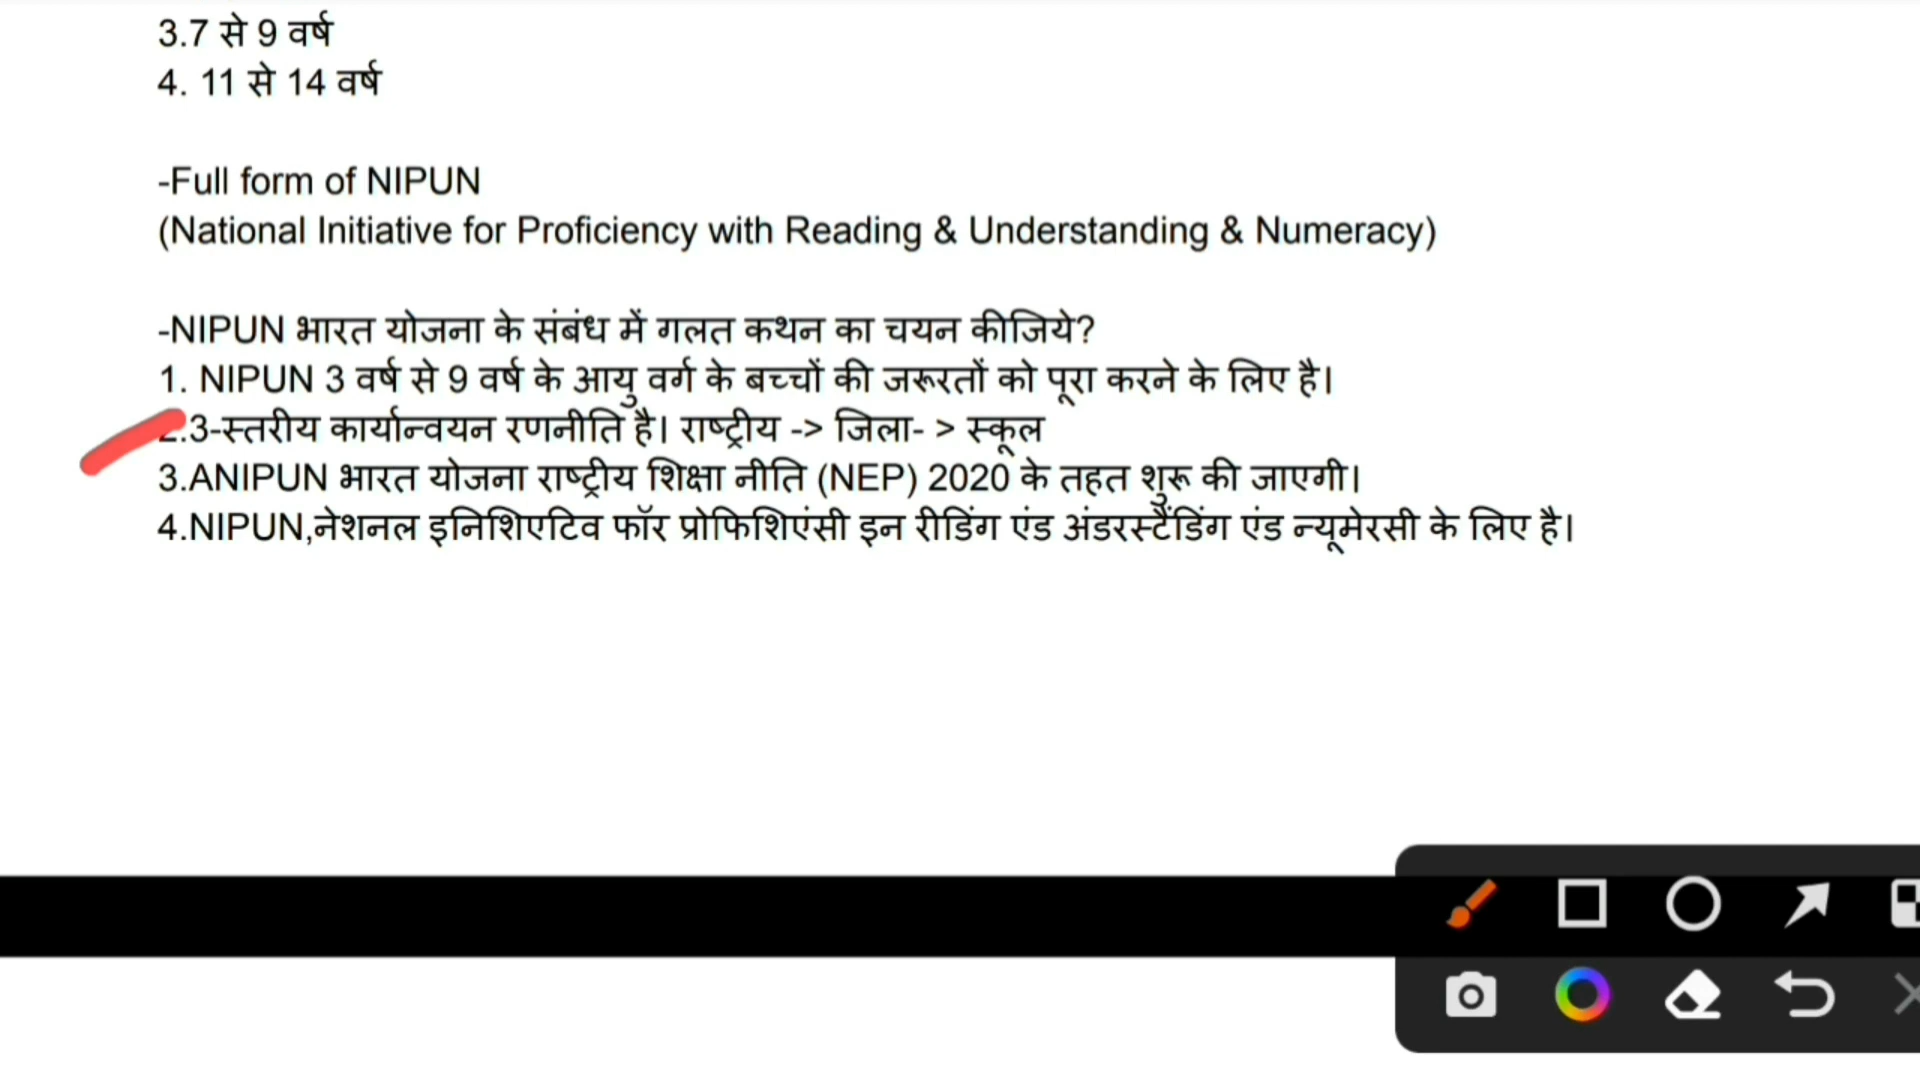 3.7 से 9 वर्ष
4. 11 से 14 वर्ष
-Full form of NIPUN
(National Initiative for Proficiency with Reading & Understanding & Numeracy)
-NIPUN भारत योजना के संबंध में गलत कथन का चयन कीजिये?
1. NIPUN 3 वर्ष से 9 वर्ष के आयु वर्ग के बच्चों की जरूरतों को पूरा करने के लिए है।
2.3-स्तरीय कार्यान्वयन रणनीति है। राष्ट्रीय -> जिला- > स्कूल
3.ANIPUN भारत योजना राष्ट्रीय शिक्षा नीति (NEP) 2020 के तहत शुरू की जाएगी।
4.NIPUN,नेशनल इनिशिएटिव फॉर प्रोफिशिएंसी इन रीडिंग एंड अंडरस्टैंडिंग एंड न्यूमेरसी के लिए है।